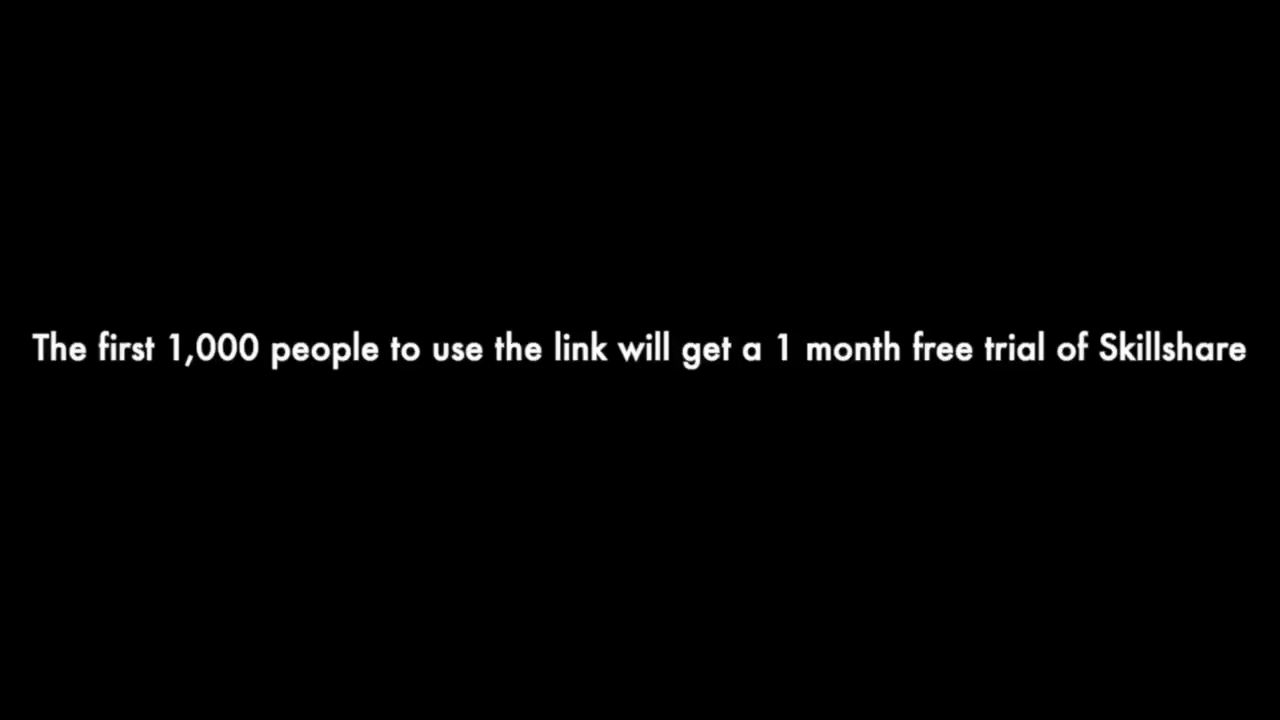 The first 1,000 people to use the link will get a 1 month free trial of Skillshare